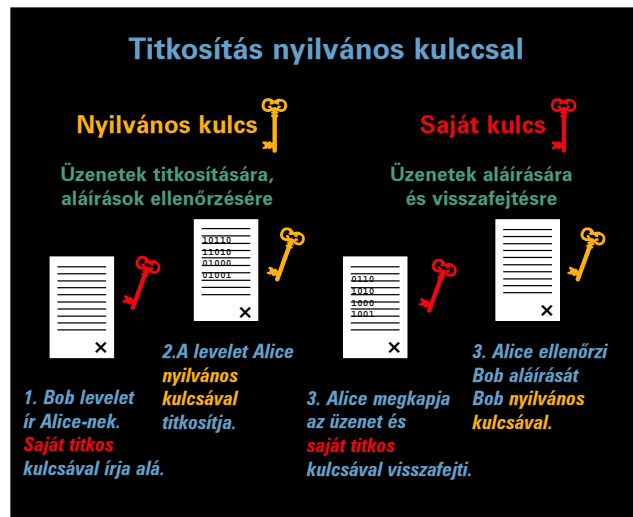 Titkosítás nyilvános kulccsal
Nyilvános kulcs
Üzenetek titkosítására,
aláírások ellenőrzésére
Saját kulcs
Üzenetek aláírására
és visszafejtésre
×
1. Bob levelet
ír Alice-nek.
Saját titkos
kulcsával írja alá.
10110
11010
01000
01001
×
2.A levelet Alice
nyilvános
kulcsával
titkosítja.
0110
1010
1000
1001
×
3. Alice megkapja
az üzenet és
saját titkos
kulcsával visszafejti.
×
3. Alice ellenőrzi
Bob aláírását
Bob nyilvános
kulcsával.